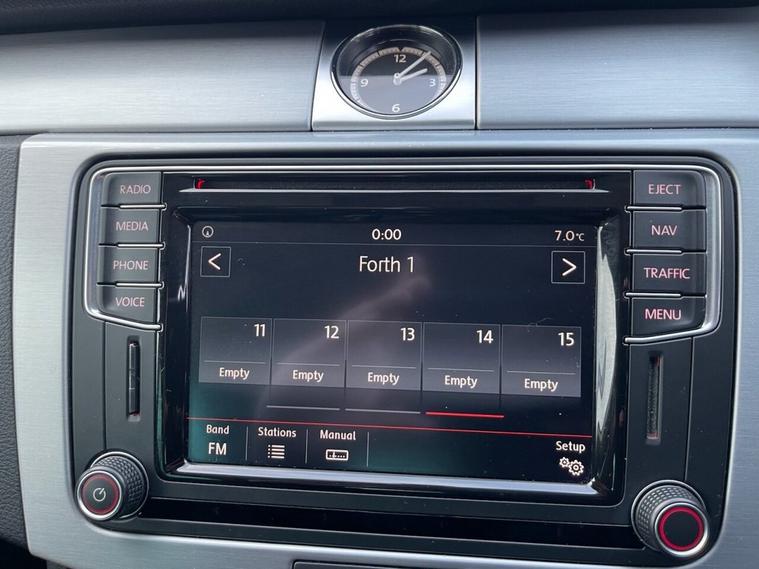 12
9 3
6
RADIO
MEDIA
PHONE
VOICE
EJECT
NAV
TRAFFIC
MENU
0:00 7.0°C
< Forth 1 >
11 12 13 14 15
Empty Empty Empty Empty Empty
Band Stations Manual Setup
FM